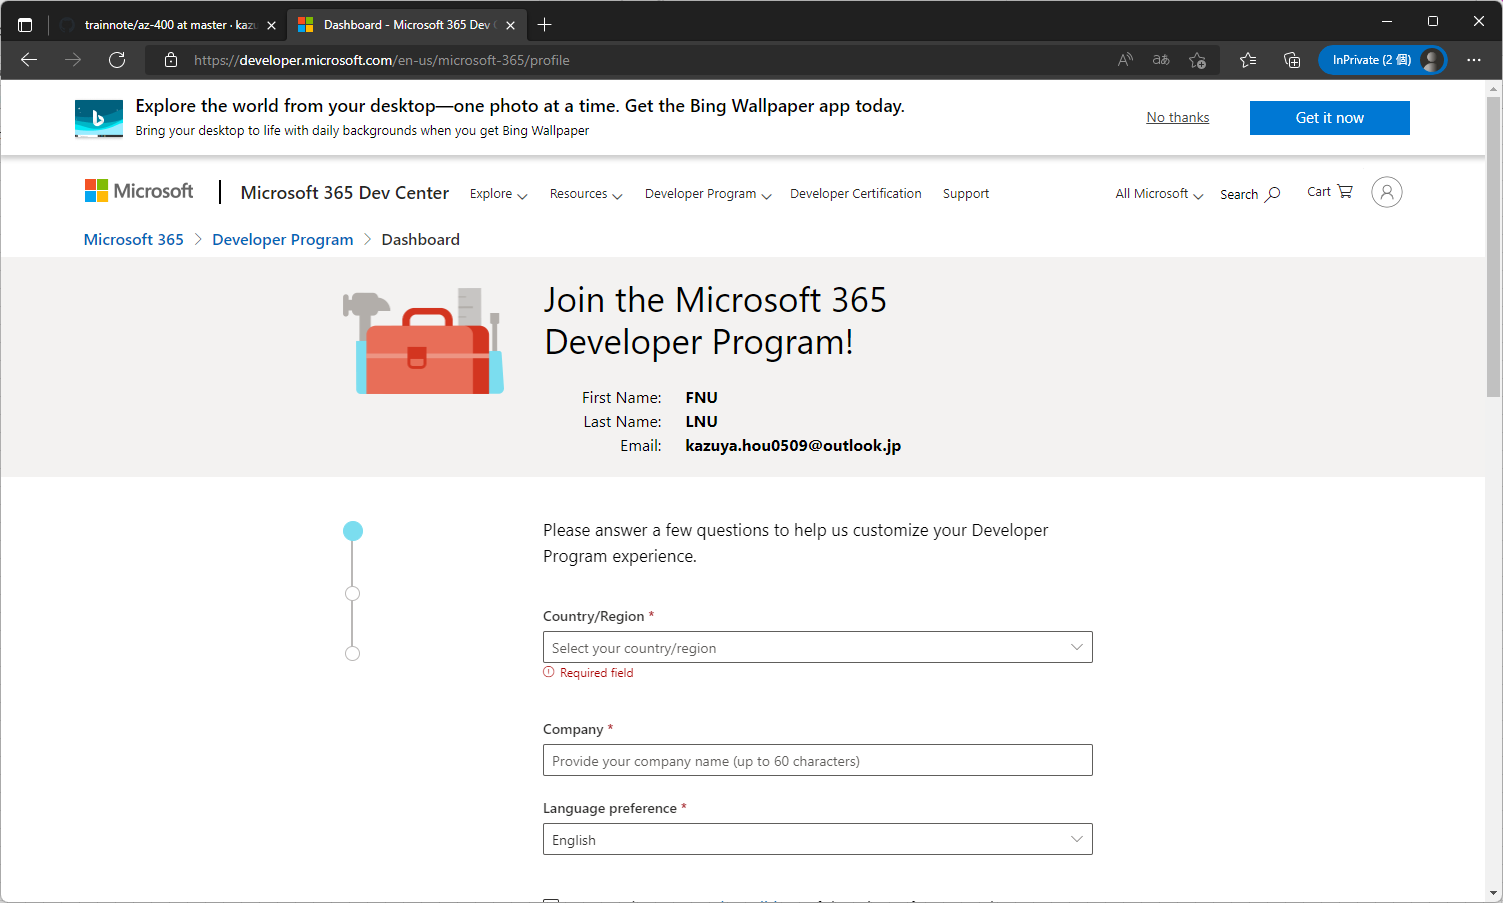 trainnote/az-400 at master · kazu
Dashboard - Microsoft 365 Dev
https://developer.microsoft.com/en-us/microsoft-365/profile
InPrivate (2 個)
Explore the world from your desktop—one photo at a time. Get the Bing Wallpaper app today.
Bring your desktop to life with daily backgrounds when you get Bing Wallpaper
No thanks
Get it now
Microsoft
Microsoft 365 Dev Center
Explore
Resources
Developer Program
Developer Certification
Support
All Microsoft
Search
Cart
Microsoft 365 > Developer Program > Dashboard
Join the Microsoft 365
Developer Program!
First Name: FNU
Last Name: LNU
Email: kazuya.hou0509@outlook.jp
Please answer a few questions to help us customize your Developer
Program experience.
Country/Region *
Select your country/region
Required field
Company *
Provide your company name (up to 60 characters)
Language preference *
English